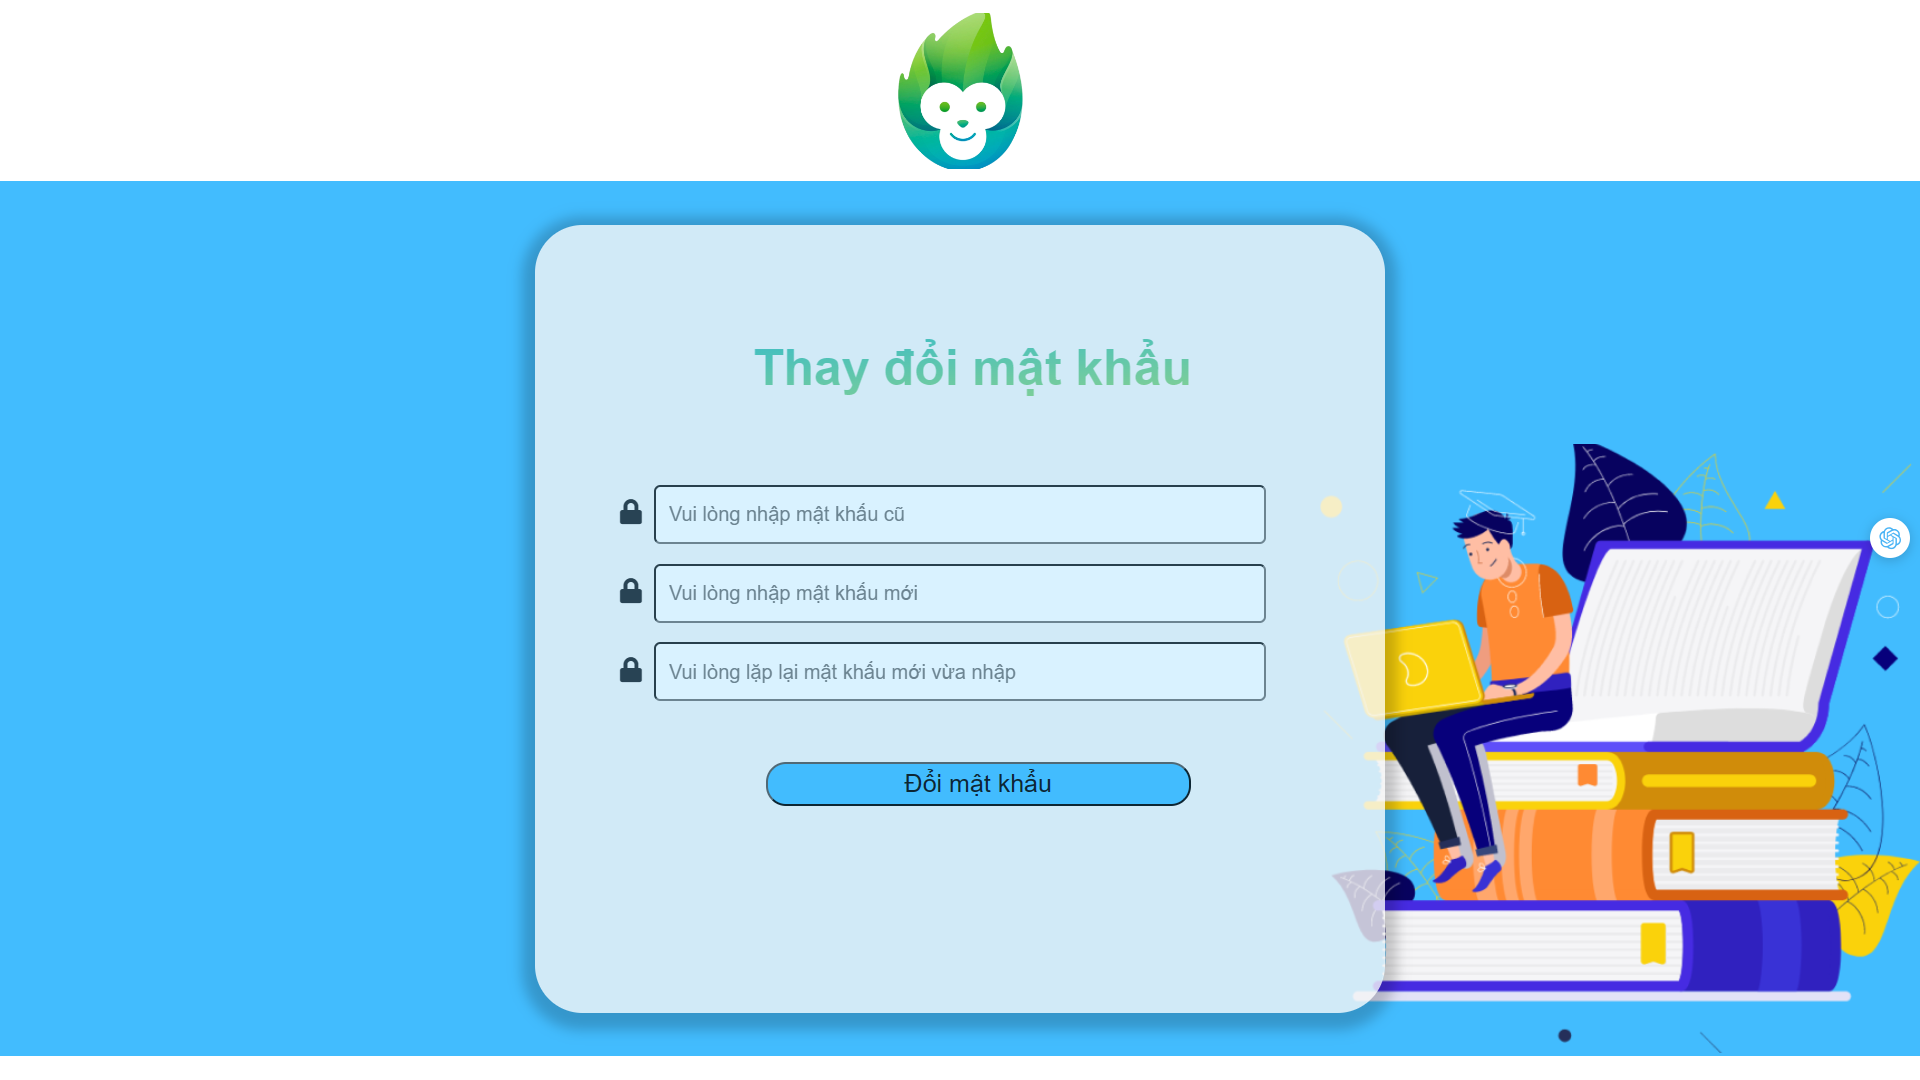 Thay đổi mật khẩu
Vui lòng nhập mật khẩu cũ
Vui lòng nhập mật khẩu mới
Vui lòng lặp lại mật khẩu mới vừa nhập
Đổi mật khẩu